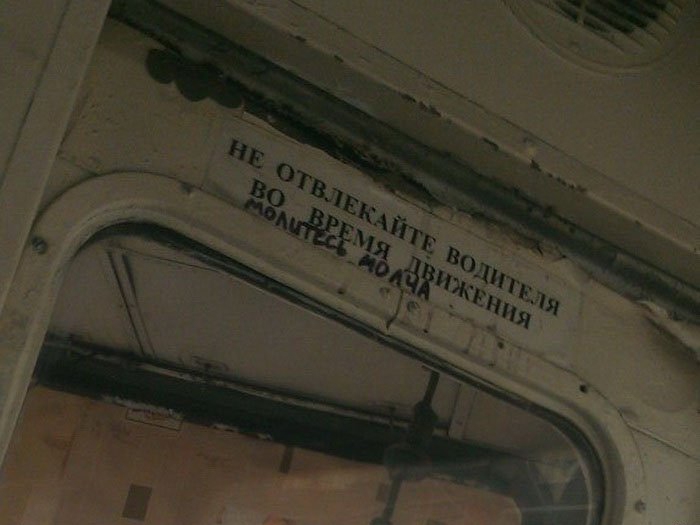 НЕ ОТВЛЕКАЙТЕ ВОДИТЕЛЯ
ВО ВРЕМЯ ДВИЖЕНИЯ
МОЛИТЕСЬ МОЛЧА